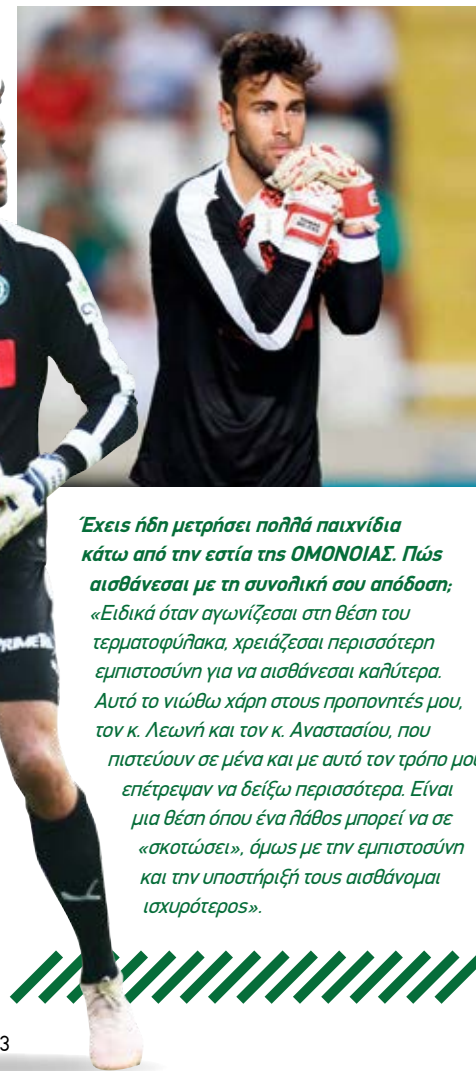 Έχεις ήδη μετρήσει πολλά παιχνίδια
κάτω από την εστία της ΟΜΟΝΟΙΑΣ. Πώς
αισθάνεσαι με τη συνολική σου απόδοση;
«Ειδικά όταν αγωνίζεσαι στη θέση του
τερματοφύλακα, χρειάζεσαι περισσότερη
εμπιστοσύνη για να αισθάνεσαι καλύτερα.
Αυτό το νιώθω χάρη στους προπονητές μου,
τον κ. Λεωνή και τον κ. Αναστασίου, που
πιστεύουν σε μένα και με αυτό τον τρόπο μου
επέτρεψαν να δείξω περισσότερα. Είναι
μια θέση όπου ένα λάθος μπορεί να σε
«σκοτώσει», όμως με την εμπιστοσύνη
και την υποστήριξή τους αισθάνομαι
ισχυρότερος».
3